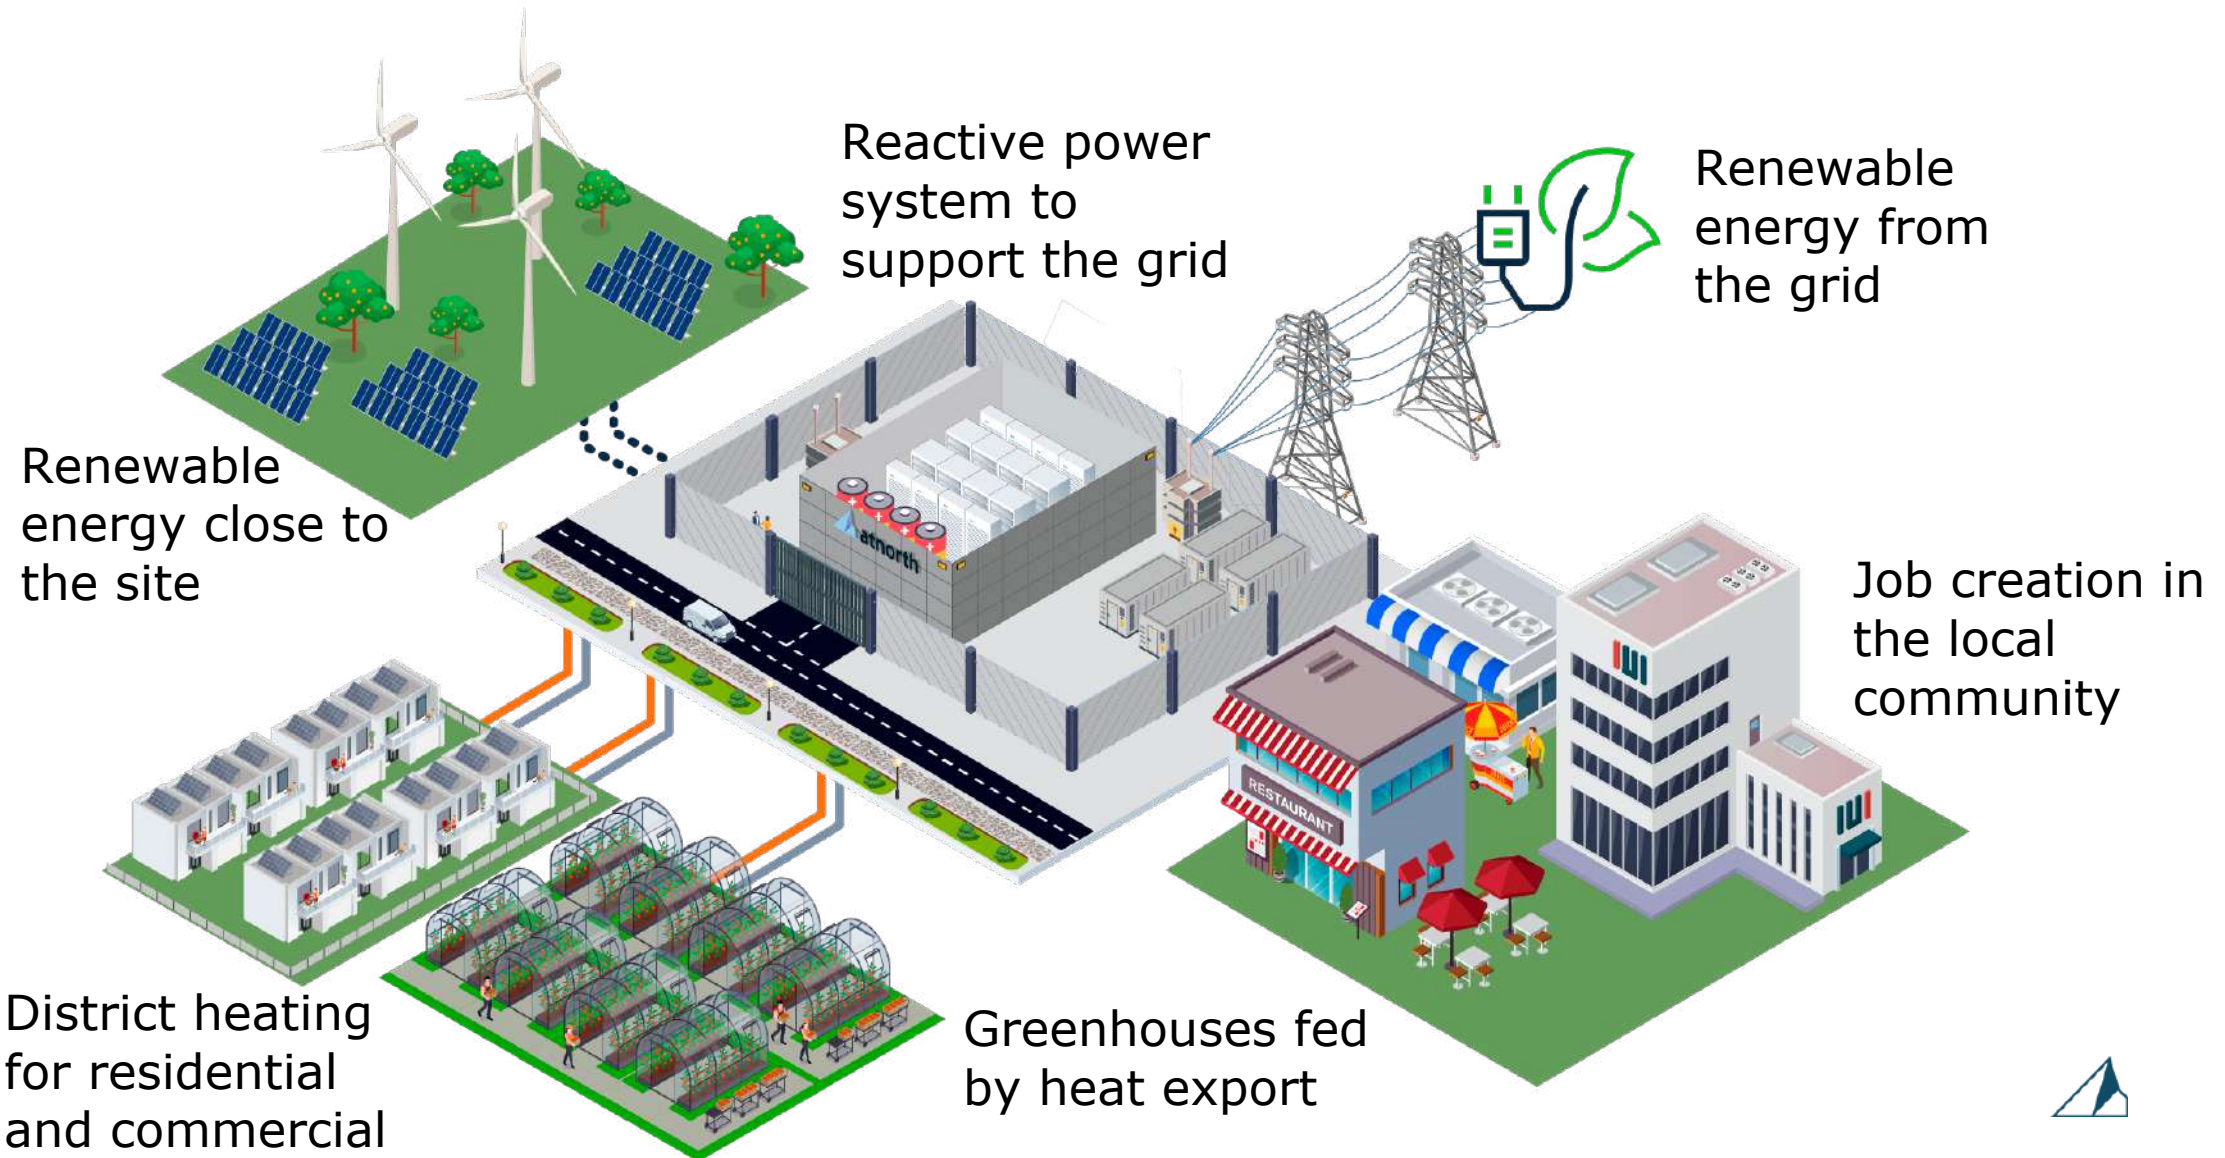 Reactive power
system to
support the grid
Renewable
energy from
the grid
Renewable
energy close to
the site
atnorth
Job creation in
the local
community
RESTAURANT
District heating
for residential
and commercial
Greenhouses fed
by heat export